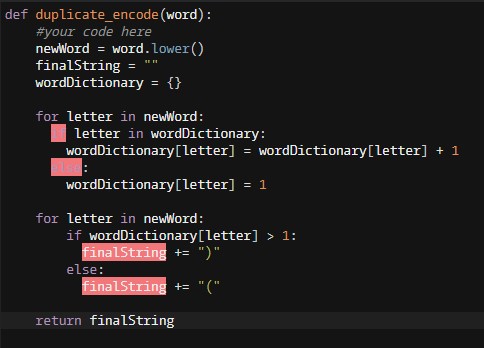 def duplicate_encode(word):
#your code here
newWord = word.lower()
finalString = ""
wordDictionary = {}
for letter in newWord:
if letter in wordDictionary:
wordDictionary[letter] = wordDictionary[letter] + 1
else:
wordDictionary[letter] = 1
for letter in newWord:
if wordDictionary[letter] > 1:
finalString += ")"
else:
finalString += "("
return finalString